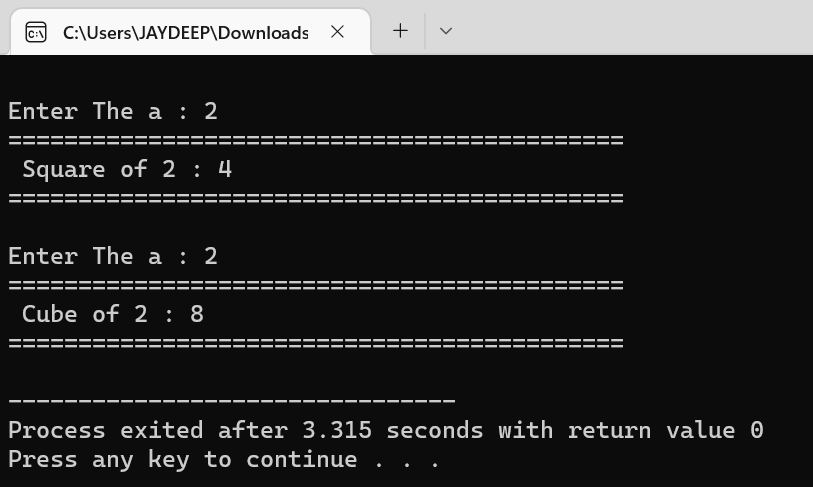 C:\Users\JAYDEEP\Downloads
Enter The a : 2
============================================
Square of 2 : 4
============================================
Enter The a : 2
============================================
Cube of 2 : 8
============================================
--------------------------------
Process exited after 3.315 seconds with return value 0
Press any key to continue . . .